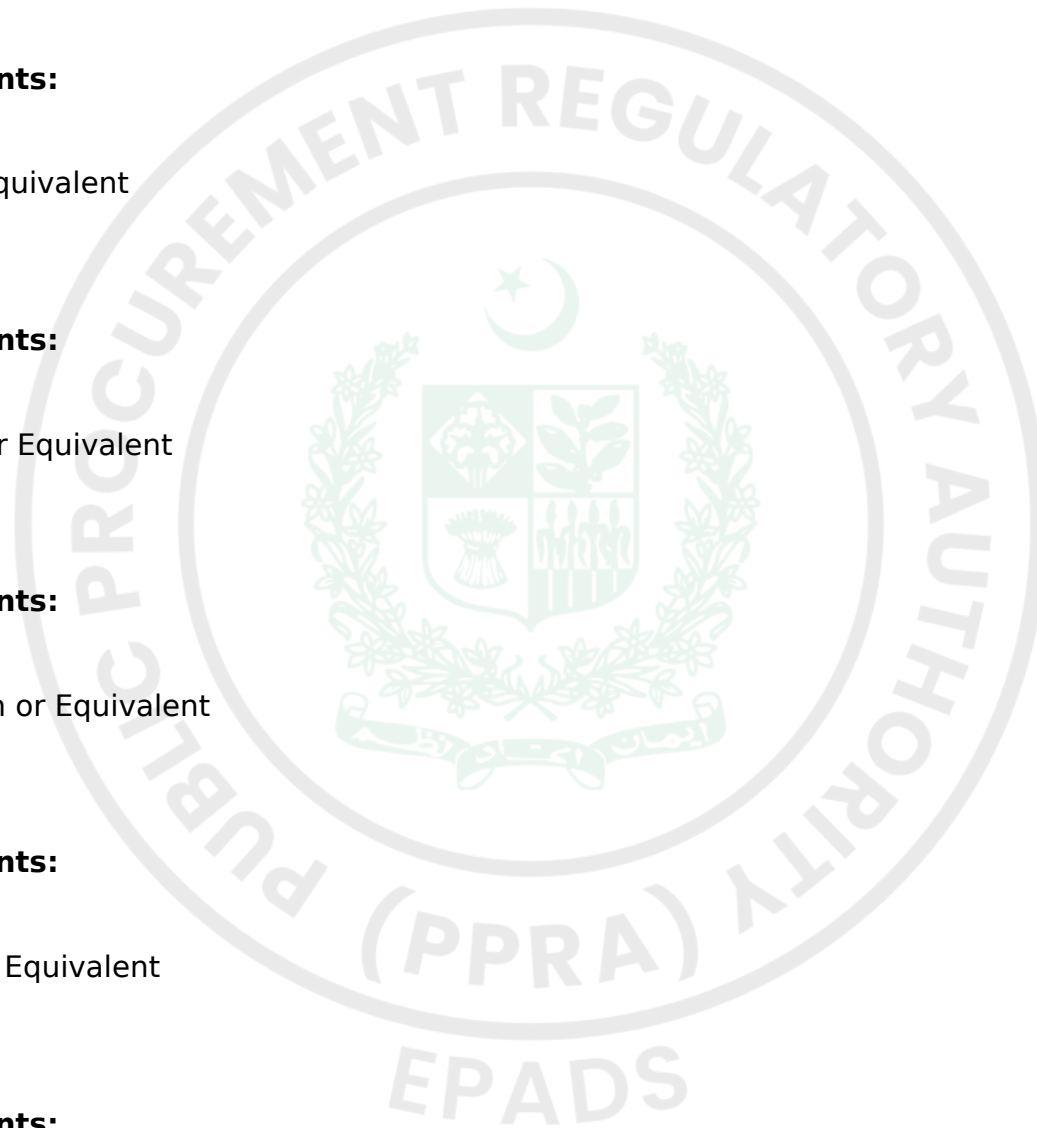 nts:
quivalent
nts:
r Equivalent
nts:
n or Equivalent
nts:
Equivalent
nts:
PUBLIC PROCUREMENT REGULATORY AUTHORITY
(PPRA)
EPADS